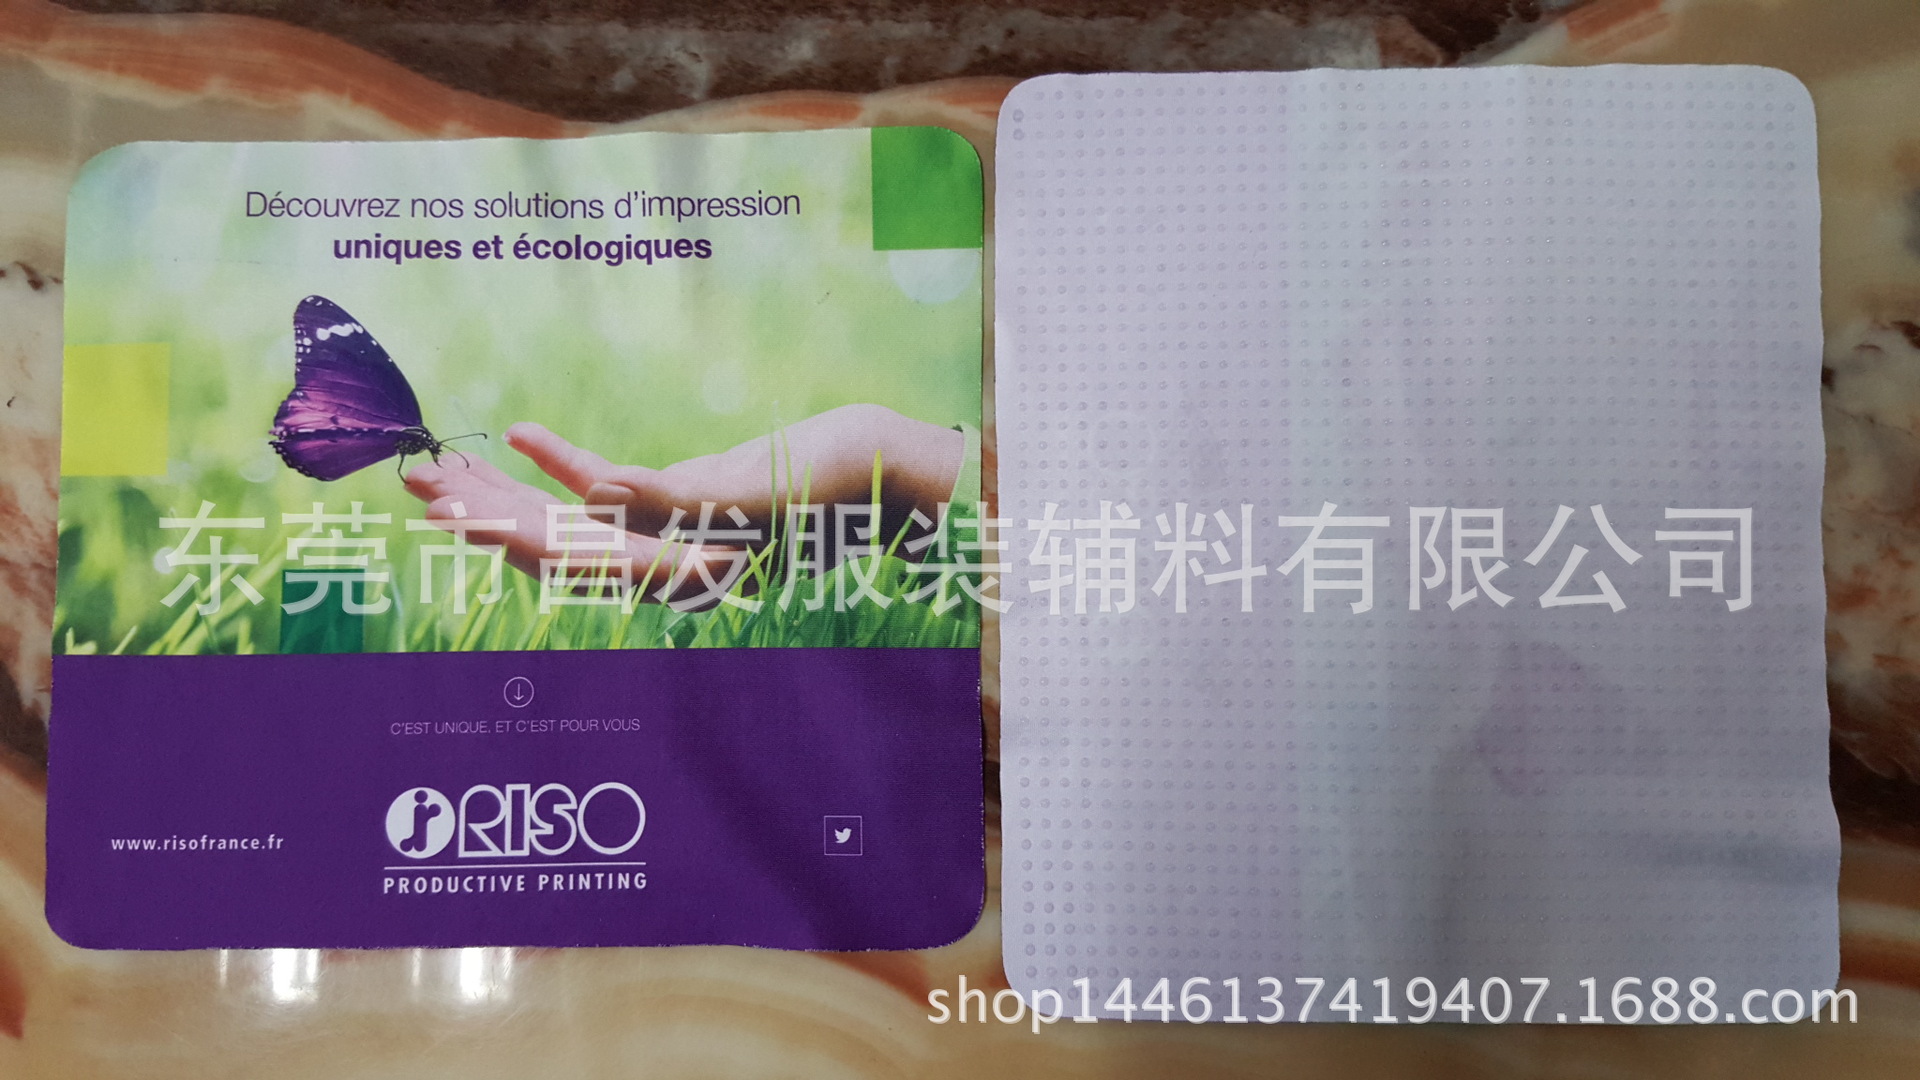 Découvrez nos solutions d'impression
uniques et écologiques
东莞市昌发服装辅料有限公司
C'EST UNIQUE, ET C'EST POUR VOUS
www.risofrance.fr
RISO
PRODUCTIVE PRINTING
shop1446137419407.1688.com